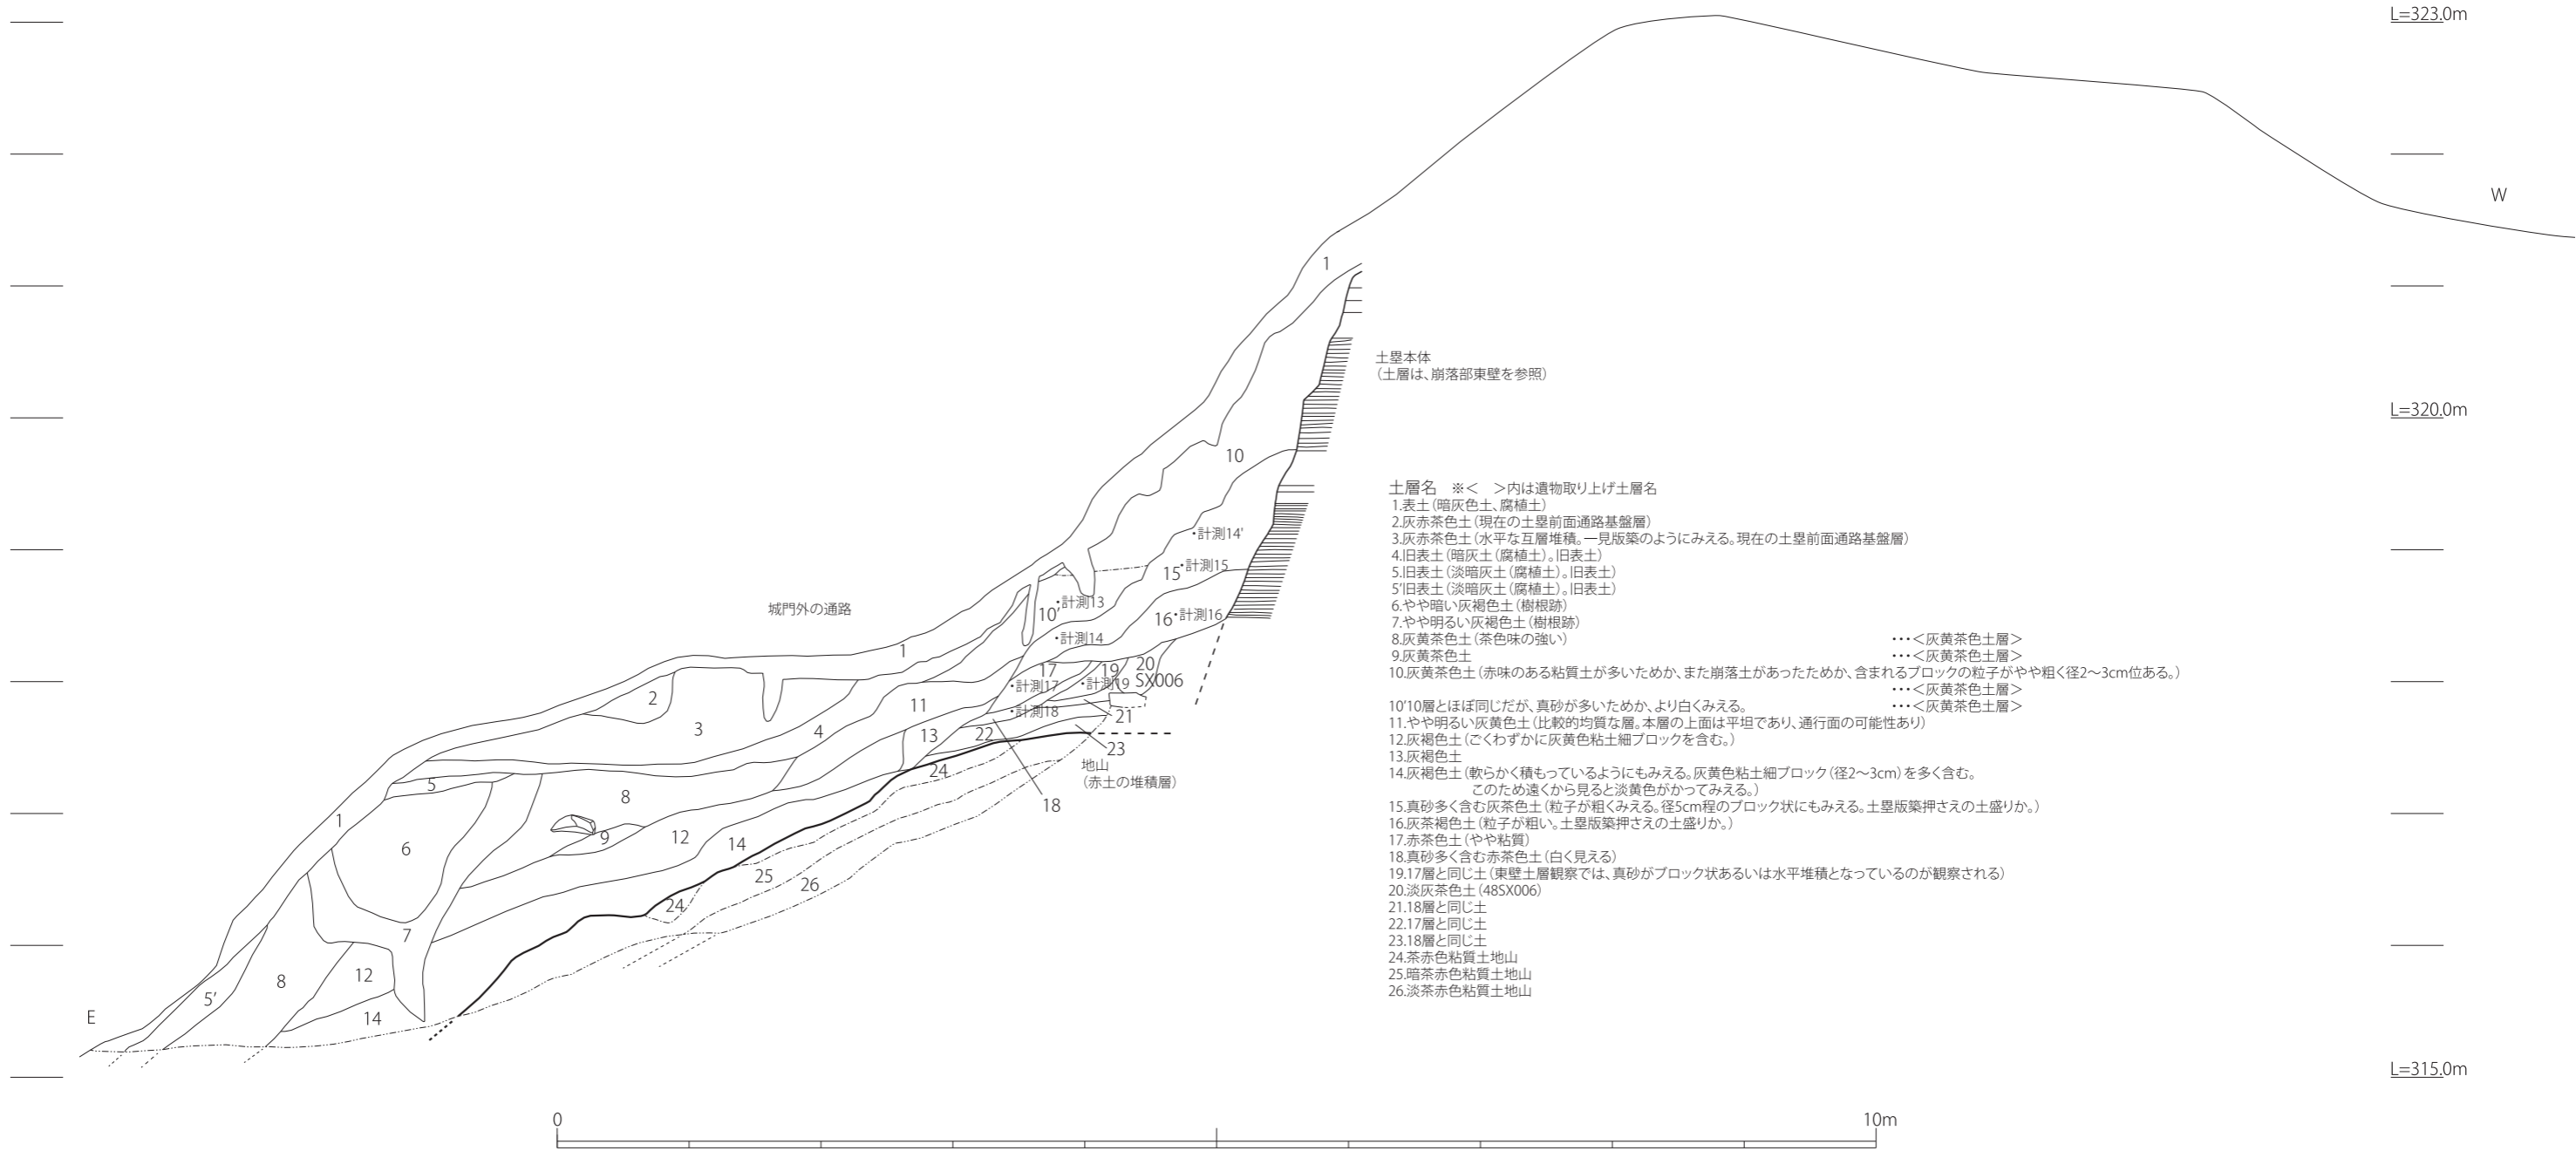 L=323.0m
W
1
土塁本体
（土層は、崩落部東壁を参照）
L=320.0m
10
土層名　※＜　＞内は遺物取り上げ土層名
1.表土（暗灰色土、腐植土）
2.灰赤茶色土（現在の土塁前面通路基盤層）
3.灰赤茶色土（水平な互層堆積。一見版築のようにみえる。現在の土塁前面通路基盤層）
4.旧表土（暗灰土（腐植土）。旧表土）
5.旧表土（淡暗灰土（腐植土）。旧表土）
5'旧表土（淡暗灰土（腐植土）。旧表土）
6.やや暗い灰褐色土（樹根跡）
7.やや明るい灰褐色土（樹根跡）
8.灰黄茶色土（茶色味の強い）　…＜灰黄茶色土層＞
9.灰黄茶色土　…＜灰黄茶色土層＞
10.灰黄茶色土（赤味のある粘質土が多いためか、また崩落土があったためか、含まれるブロックの粒子がやや粗く径2～3cm位ある。）
…＜灰黄茶色土層＞
10'10層とほぼ同じだが、真砂が多いためか、より白くみえる。　…＜灰黄茶色土層＞
11.やや明るい灰黄色土（比較的均質な層。本層の上面は平坦であり、通行面の可能性あり）
12.灰褐色土（ごくわずかに灰黄色粘土細ブロックを含む。）
13.灰褐色土
14.灰褐色土（軟らかく積もっているようにもみえる。灰黄色粘土細ブロック（径2～3cm）を多く含む。
このため遠くから見ると淡黄色がかってみえる。）
15.真砂多く含む灰茶色土（粒子が粗くみえる。径5cm程のブロック状にもみえる。土塁版築押さえの土盛りか。）
16.灰茶褐色土（粒子が粗い。土塁版築押さえの土盛りか。）
17.赤茶色土（やや粘質）
18.真砂多く含む赤茶色土（白く見える）
19.17層と同じ土（東壁土層観察では、真砂がブロック状あるいは水平堆積となっているのが観察される）
20.淡灰茶色土（48SX006）
21.18層と同じ土
22.17層と同じ土
23.18層と同じ土
24.茶赤色粘質土地山
25.暗茶赤色粘質土地山
26.淡茶赤色粘質土地山
・計測14'
15
・計測15
城門外の通路
10'
・計測13
16
・計測16
・計測14
1
17
19
20
・計測17
・計測19
SX006
2
11
・計測18
21
3
4
13
22
23
24
地山
（赤土の堆積層）
5
8
18
1
9
12
14
6
25
26
24
7
12
8
5'
14
E
L=315.0m
0
10m